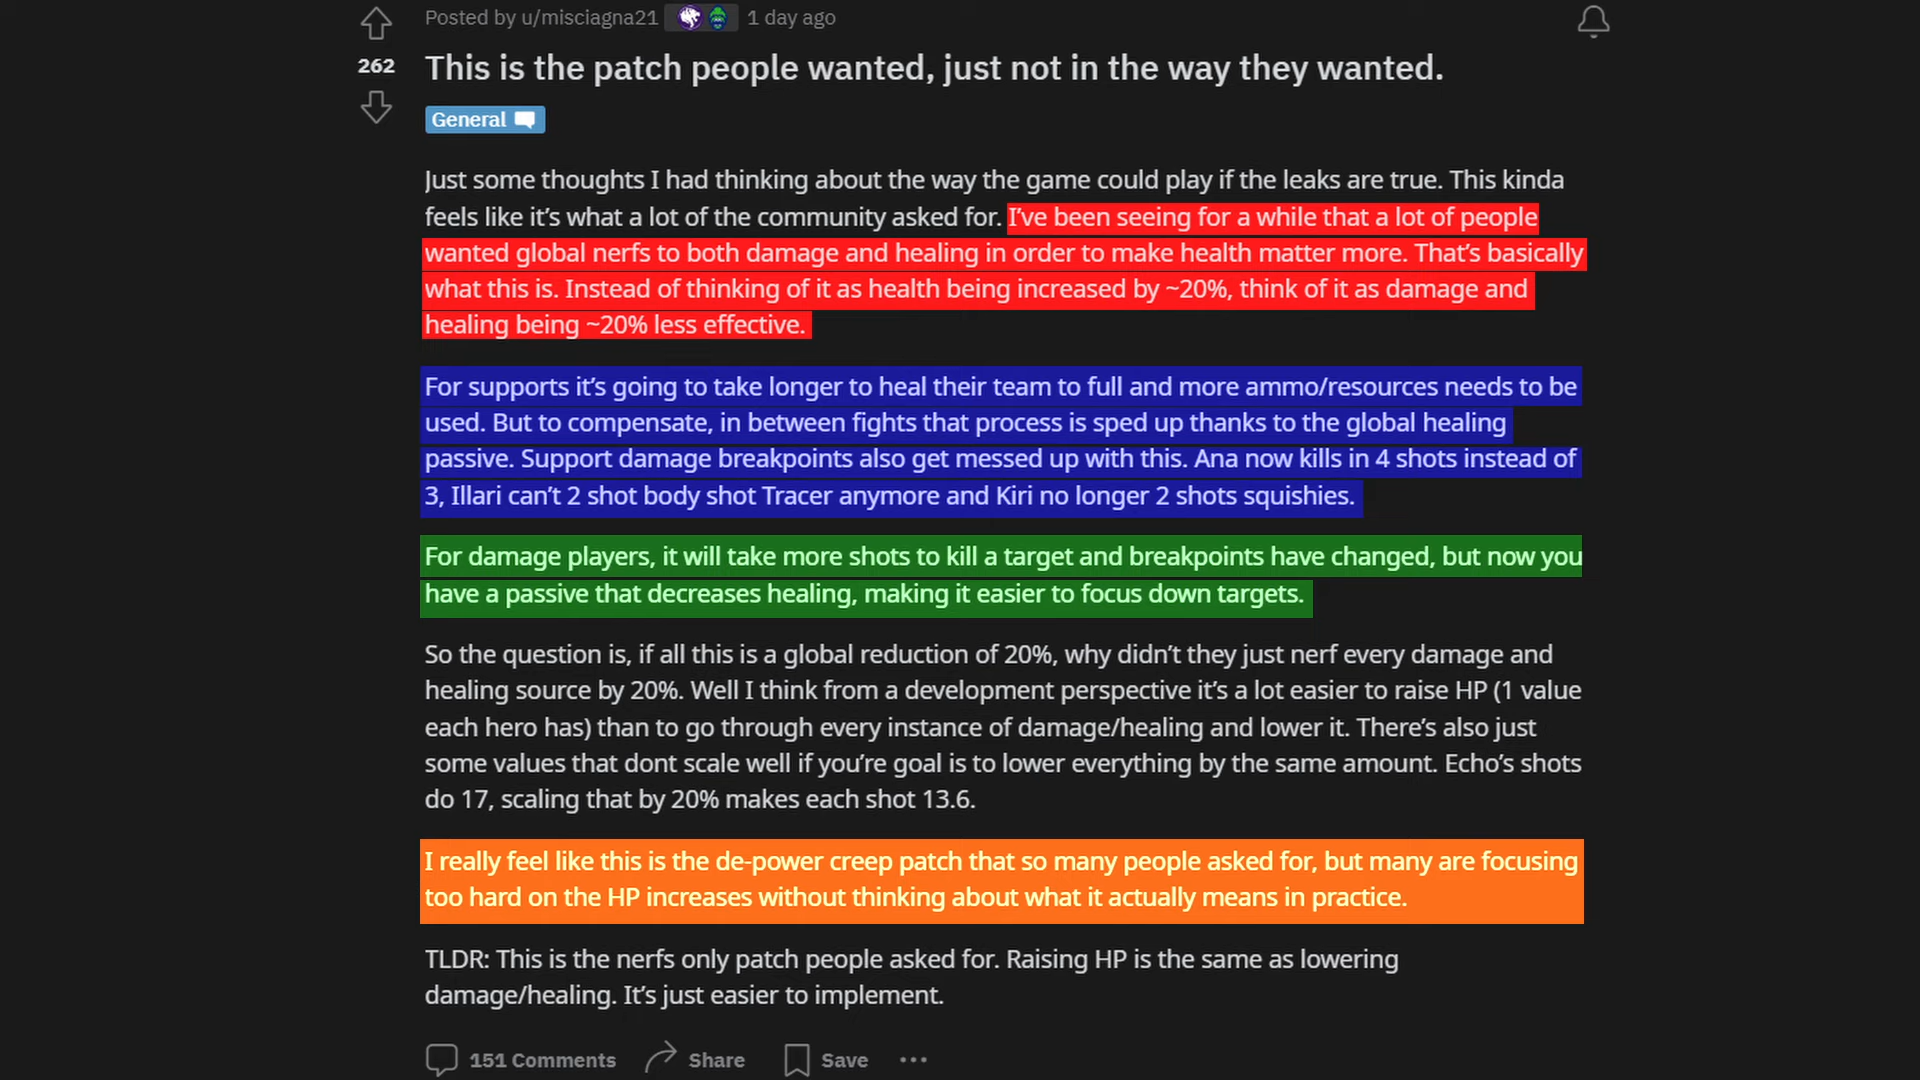 Posted by u/misciagna21 1 day ago
262
This is the patch people wanted, just not in the way they wanted.
General
Just some thoughts I had thinking about the way the game could play if the leaks are true. This kinda
feels like it’s what a lot of the community asked for. I’ve been seeing for a while that a lot of people
wanted global nerfs to both damage and healing in order to make health matter more. That’s basically
what this is. Instead of thinking of it as health being increased by ~20%, think of it as damage and
healing being ~20% less effective.
For supports it’s going to take longer to heal their team to full and more ammo/resources needs to be
used. But to compensate, in between fights that process is sped up thanks to the global healing
passive. Support damage breakpoints also get messed up with this. Ana now kills in 4 shots instead of
3, Illari can’t 2 shot body shot Tracer anymore and Kiri no longer 2 shots squishies.
For damage players, it will take more shots to kill a target and breakpoints have changed, but now you
have a passive that decreases healing, making it easier to focus down targets.
So the question is, if all this is a global reduction of 20%, why didn’t they just nerf every damage and
healing source by 20%. Well I think from a development perspective it’s a lot easier to raise HP (1 value
each hero has) than to go through every instance of damage/healing and lower it. There’s also just
some values that dont scale well if you’re goal is to lower everything by the same amount. Echo’s shots
do 17, scaling that by 20% makes each shot 13.6.
I really feel like this is the de-power creep patch that so many people asked for, but many are focusing
too hard on the HP increases without thinking about what it actually means in practice.
TLDR: This is the nerfs only patch people asked for. Raising HP is the same as lowering
damage/healing. It’s just easier to implement.
151 Comments Share Save